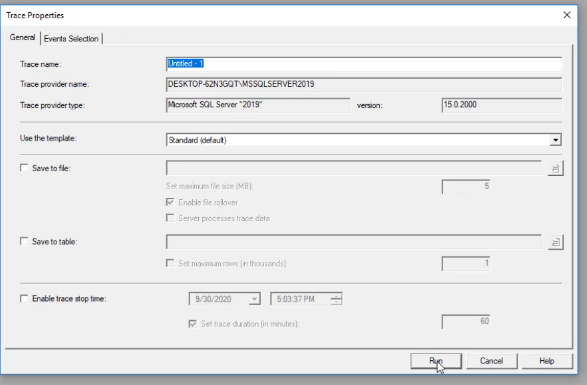 Trace Properties
General Events Selection
Trace name: Untitled - 1
Trace provider name: DESKTOP-62N3GQT\MSSQLSERVER2019
Trace provider type: Microsoft SQL Server "2019" version: 15.0.2000
Use the template: Standard (default)
Save to file:
Set maximum file size (MB): 5
Enable file rollover
Server processes trace data
Save to table:
Set maximum rows (in thousands): 1
Enable trace stop time: 9/30/2020 5:03:37 PM
Set trace duration (in minutes): 60
Run Cancel Help